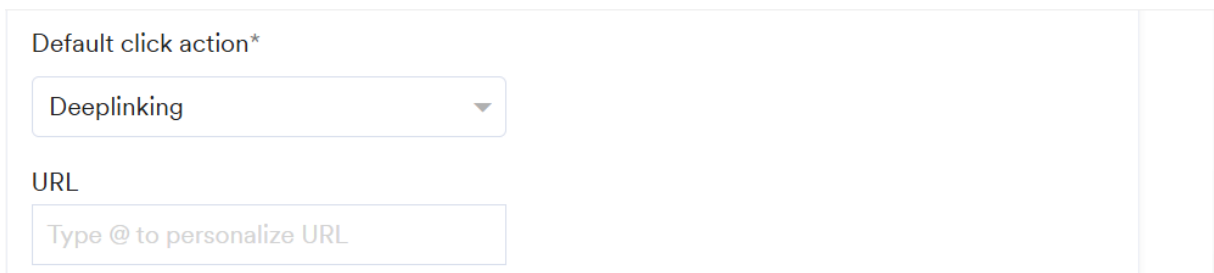 Default click action*
Deeplinking
URL
Type @ to personalize URL